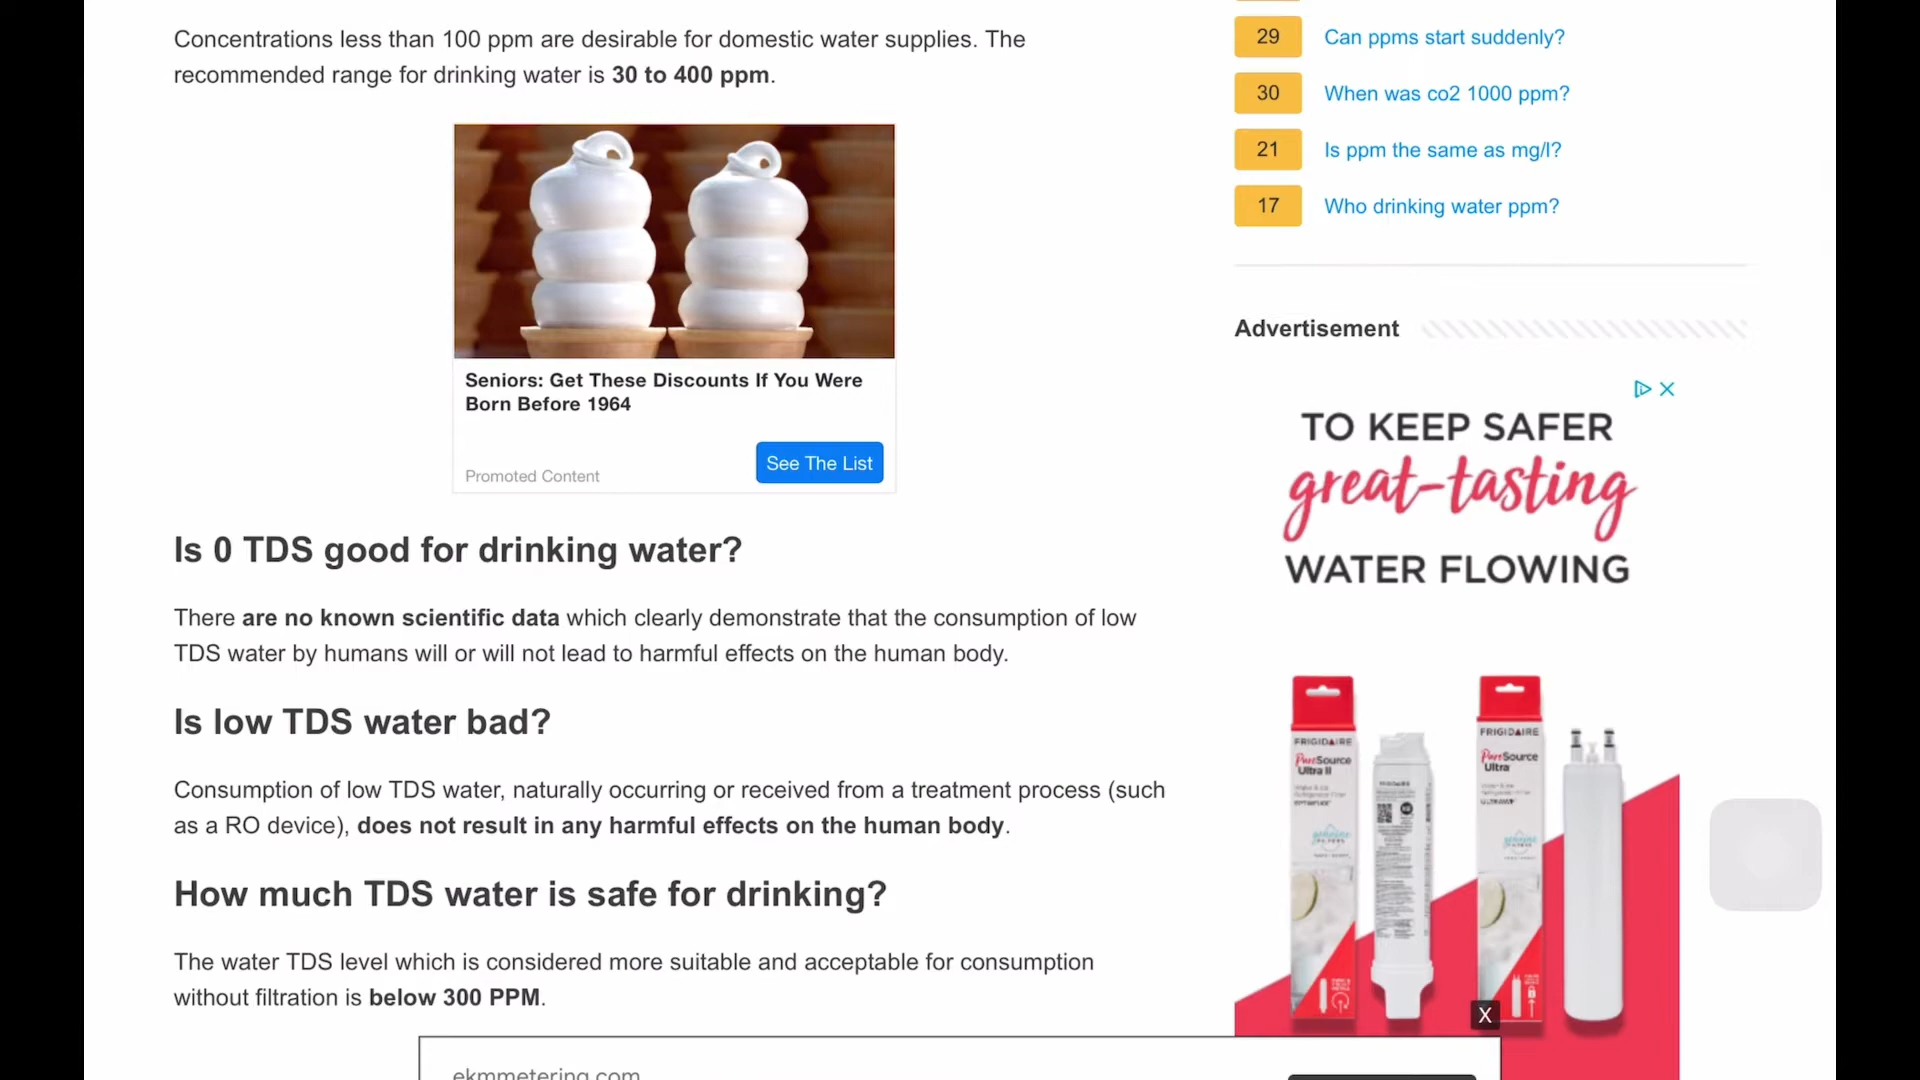 Concentrations less than 100 ppm are desirable for domestic water supplies. The
recommended range for drinking water is 30 to 400 ppm.
Seniors: Get These Discounts If You Were
Born Before 1964
Promoted Content
See The List
Is 0 TDS good for drinking water?
There are no known scientific data which clearly demonstrate that the consumption of low
TDS water by humans will or will not lead to harmful effects on the human body.
Is low TDS water bad?
Consumption of low TDS water, naturally occurring or received from a treatment process (such
as a RO device), does not result in any harmful effects on the human body.
How much TDS water is safe for drinking?
The water TDS level which is considered more suitable and acceptable for consumption
without filtration is below 300 PPM.
29 Can ppms start suddenly?
30 When was co2 1000 ppm?
21 Is ppm the same as mg/l?
17 Who drinking water ppm?
Advertisement
TO KEEP SAFER
great-tasting
WATER FLOWING
FRIGIDAIRE
PureSource
Ultra II
FRIGIDAIRE
PureSource
Ultra
X
ekmmetering.com